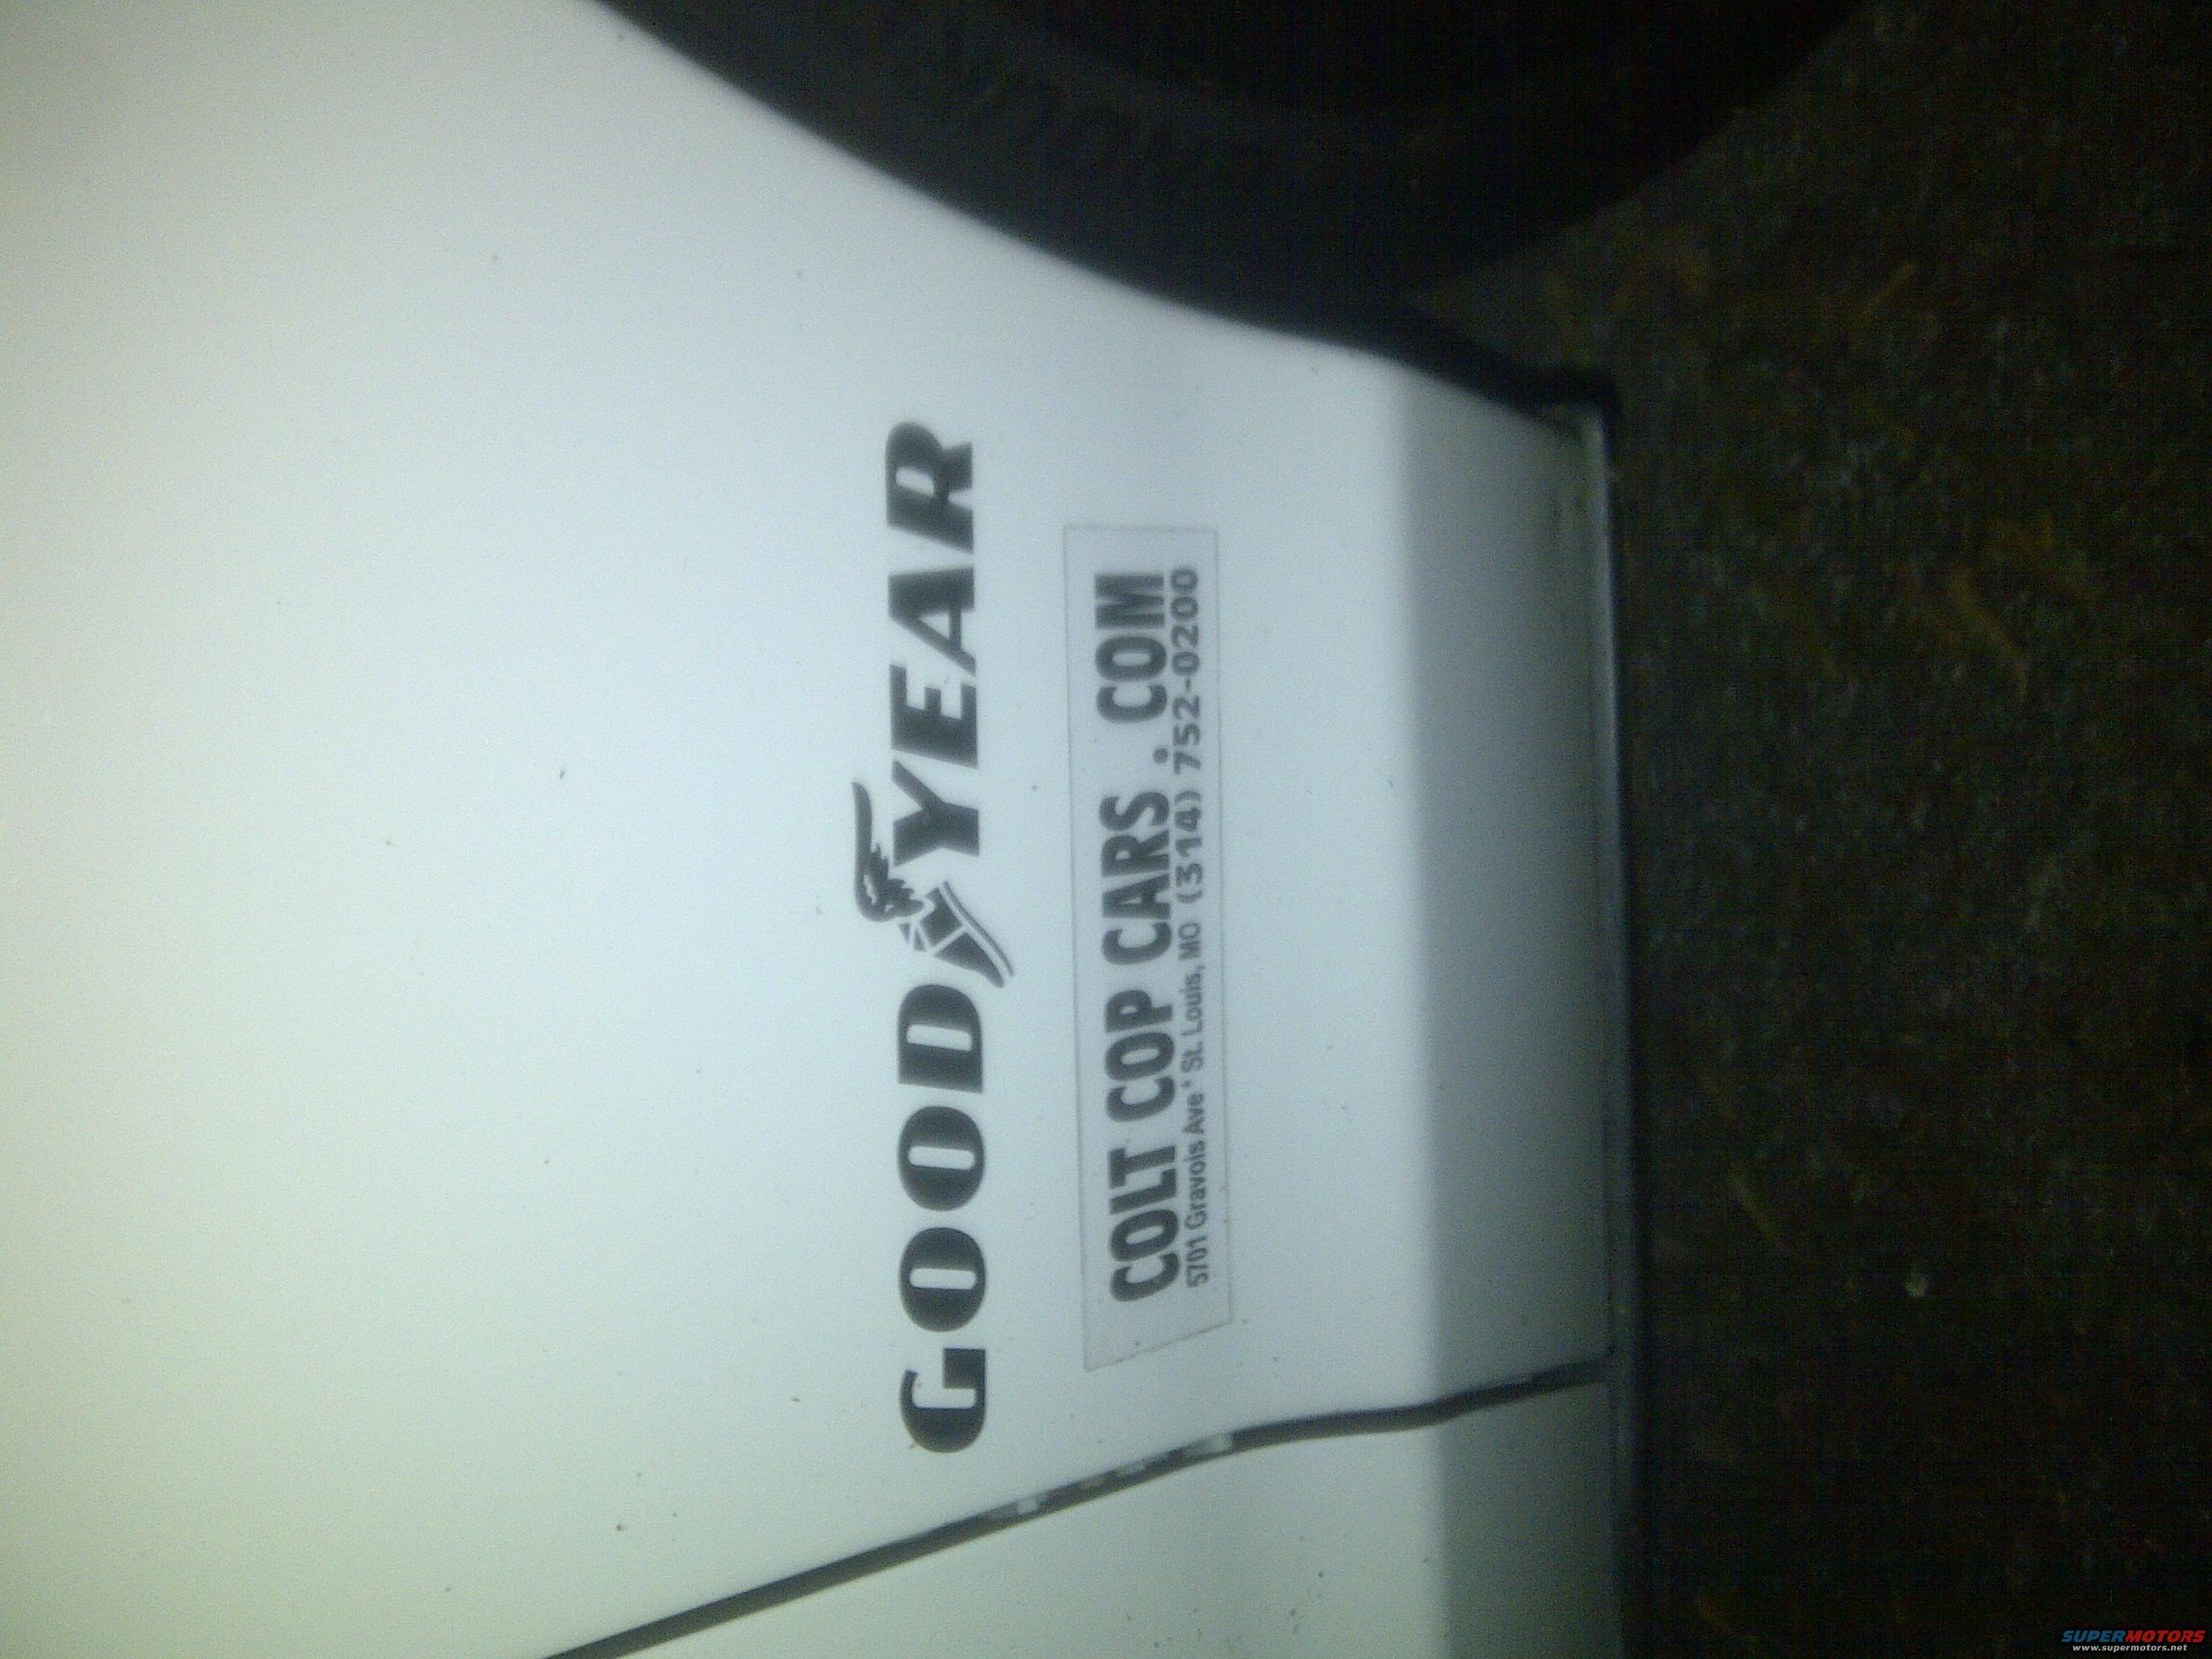 GOODYEAR
COLT COP CARS . COM
5701 Gravois Ave * St. Louis, MO (314) 752-0200
SUPERMOTORS
www.supermotors.net